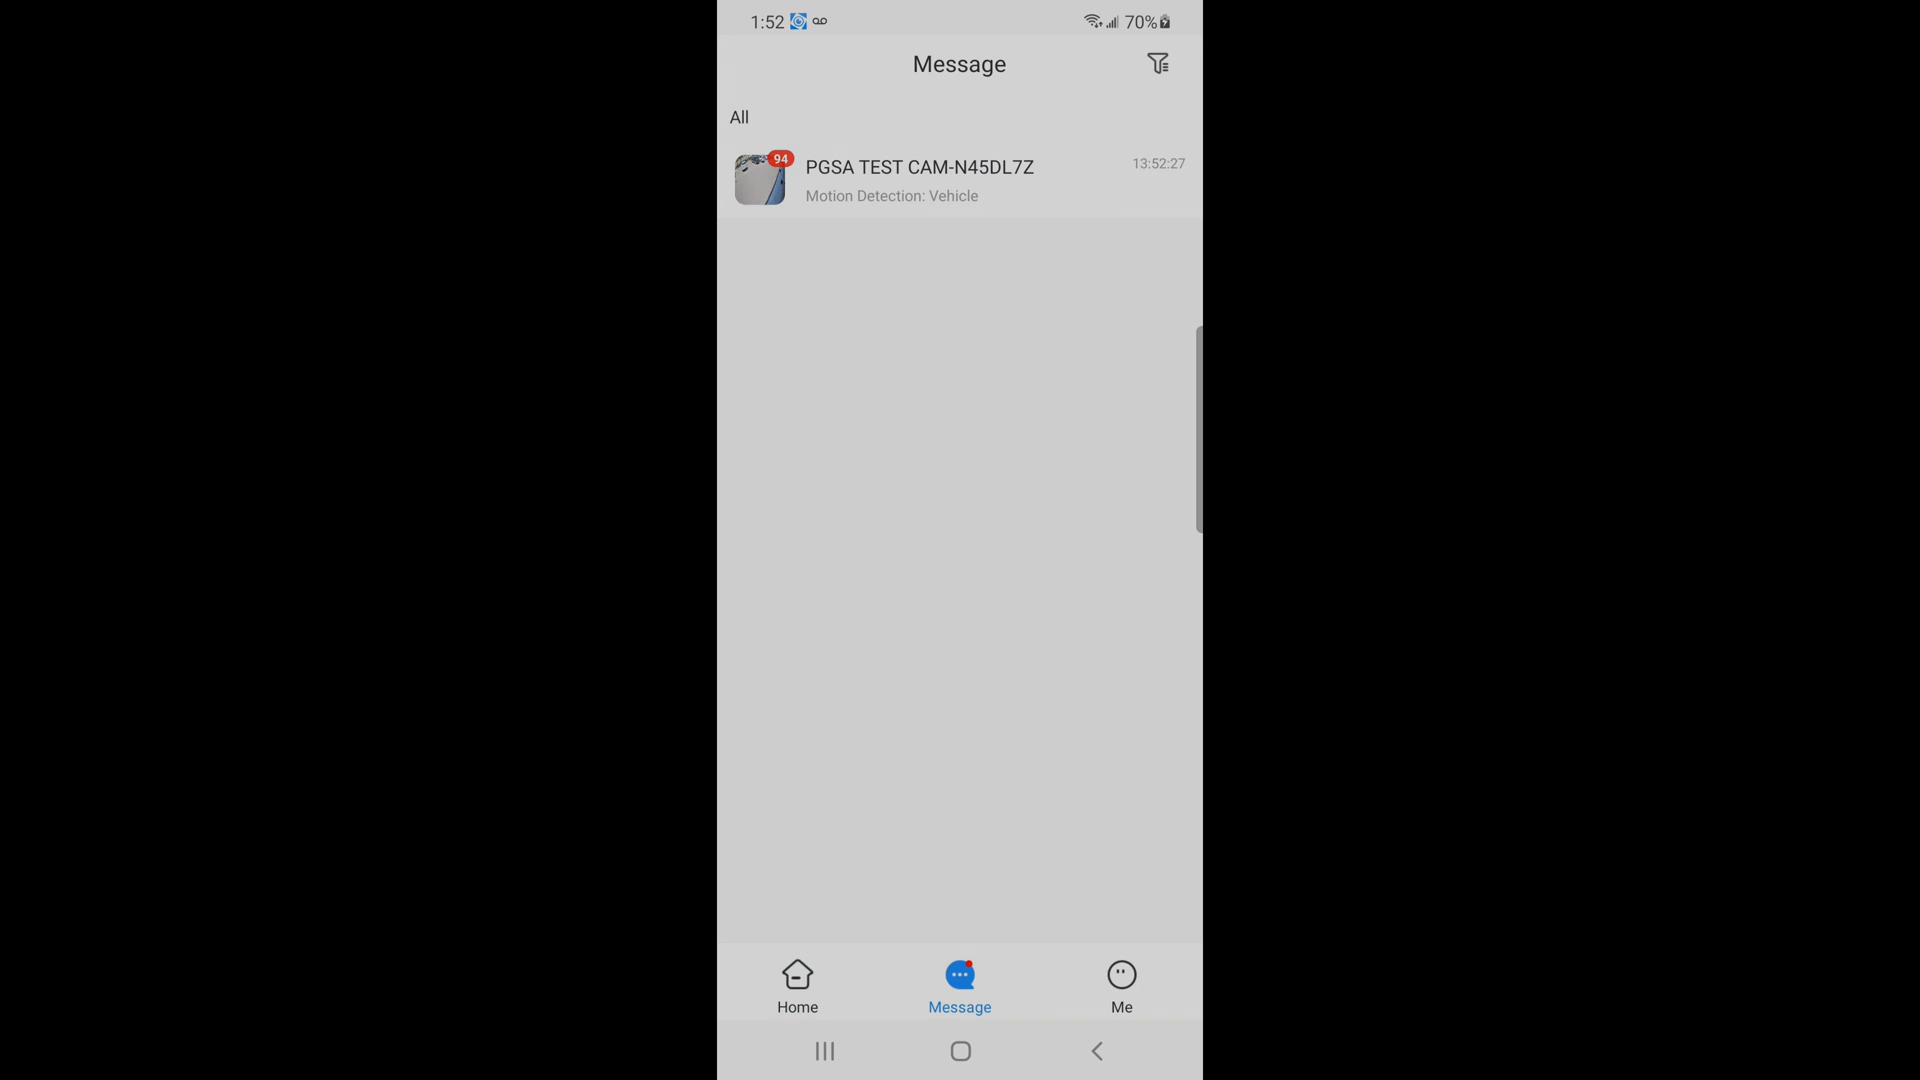 1:52 70%
Message
All
94
PGSA TEST CAM-N45DL7Z 13:52:27
Motion Detection: Vehicle
Home Message Me